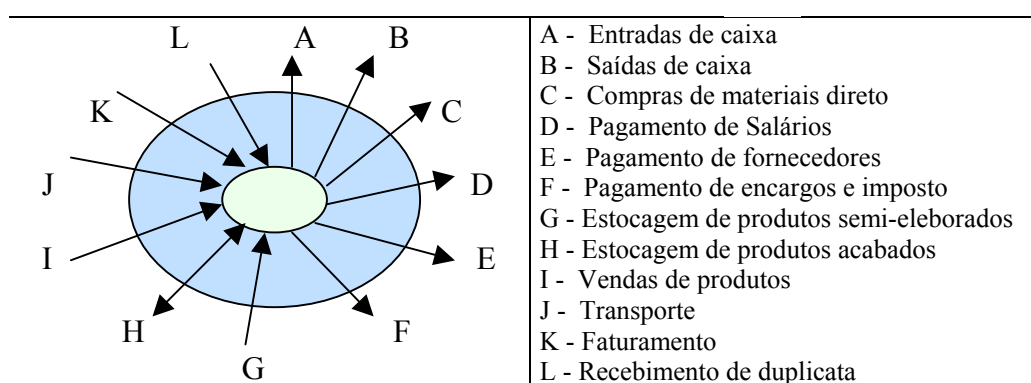 L A B
K C
J D
I E
H F
G
A - Entradas de caixa
B - Saídas de caixa
C - Compras de materiais direto
D - Pagamento de Salários
E - Pagamento de fornecedores
F - Pagamento de encargos e imposto
G - Estocagem de produtos semi-eleborados
H - Estocagem de produtos acabados
I - Vendas de produtos
J - Transporte
K - Faturamento
L - Recebimento de duplicata